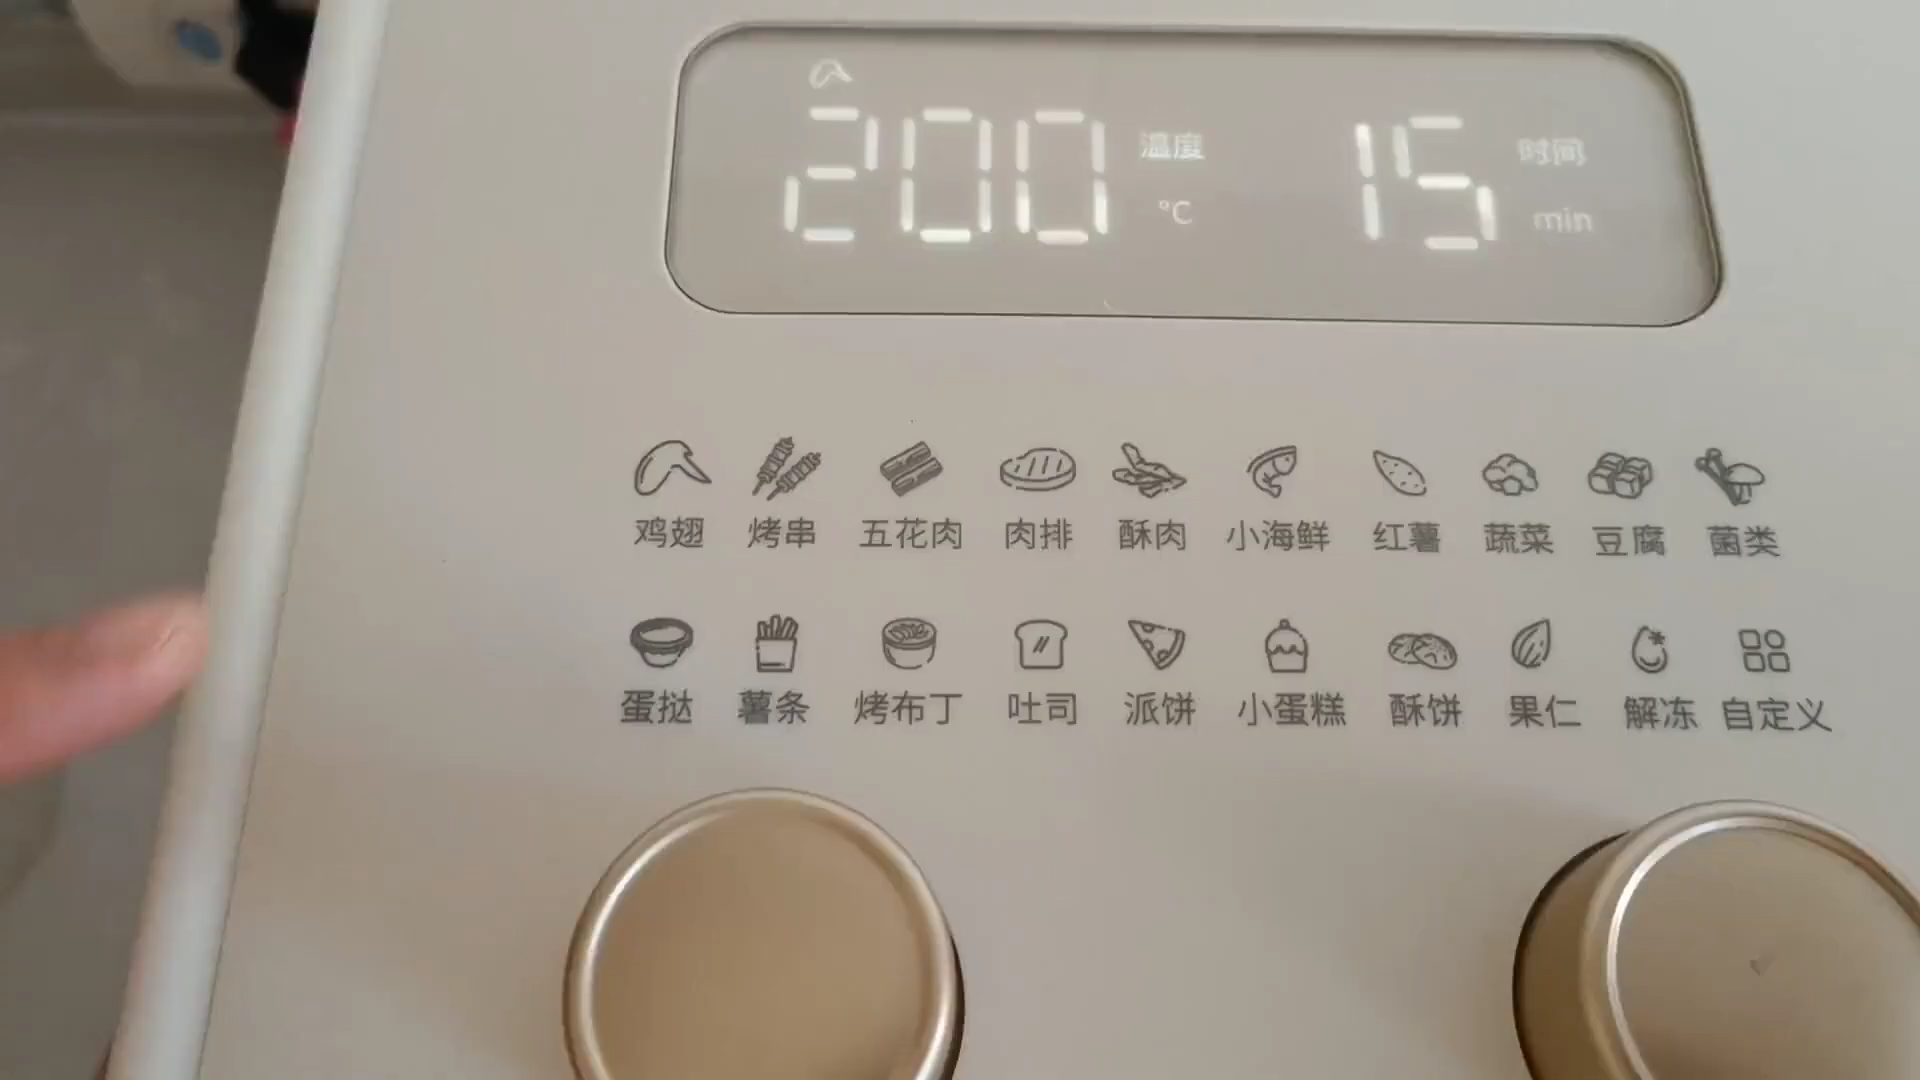 200 温度 15 时间
°C min
鸡翅 烤串 五花肉 肉排 酥肉 小海鲜 红薯 蔬菜 豆腐 菌类
蛋挞 薯条 烤布丁 吐司 派饼 小蛋糕 酥饼 果仁 解冻 自定义